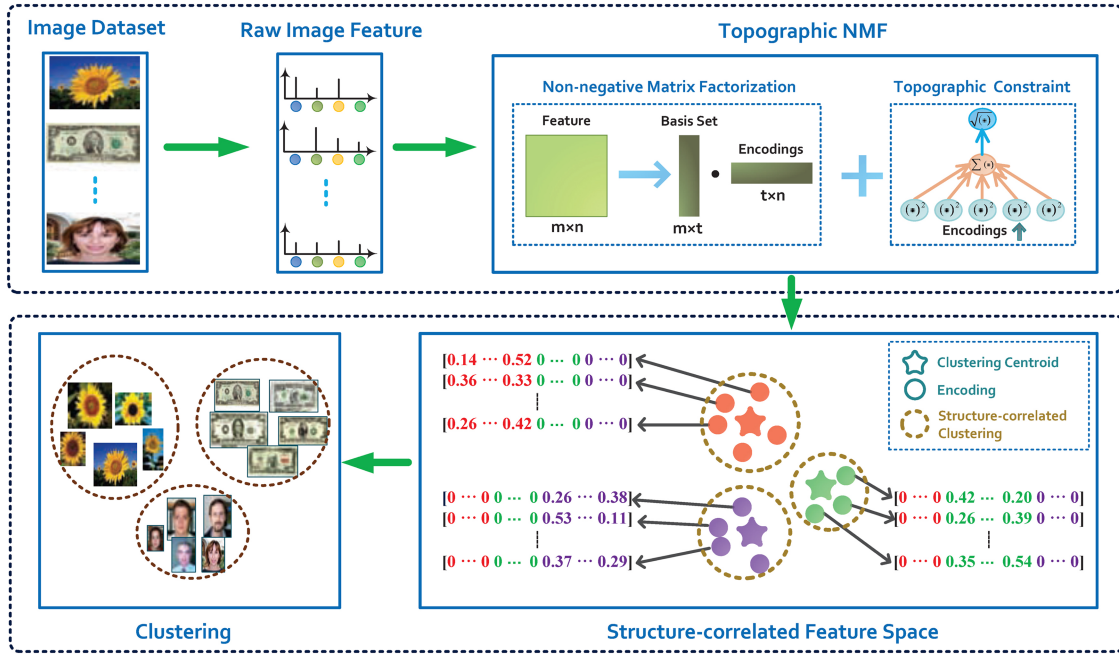 Image Dataset
Raw Image Feature
Topographic NMF
Non-negative Matrix Factorization
Topographic Constraint
Feature
Basis Set
Encodings
m×n
m×t
t×n
√(∗)
∑(∗)
(∗)² (∗)² (∗)² (∗)² (∗)²
Encodings
[0.14 ··· 0.52 0 ··· 0 0 ··· 0]
[0.36 ··· 0.33 0 ··· 0 0 ··· 0]
[0.26 ··· 0.42 0 ··· 0 0 ··· 0]
Clustering Centroid
Encoding
Structure-correlated
Clustering
[0 ··· 0 0 ··· 0 0.26 ··· 0.38]
[0 ··· 0 0 ··· 0 0.53 ··· 0.11]
[0 ··· 0 0 ··· 0 0.37 ··· 0.29]
[0 ··· 0 0.42 ··· 0.20 0 ··· 0]
[0 ··· 0 0.26 ··· 0.39 0 ··· 0]
[0 ··· 0 0.35 ··· 0.54 0 ··· 0]
Clustering
Structure-correlated Feature Space